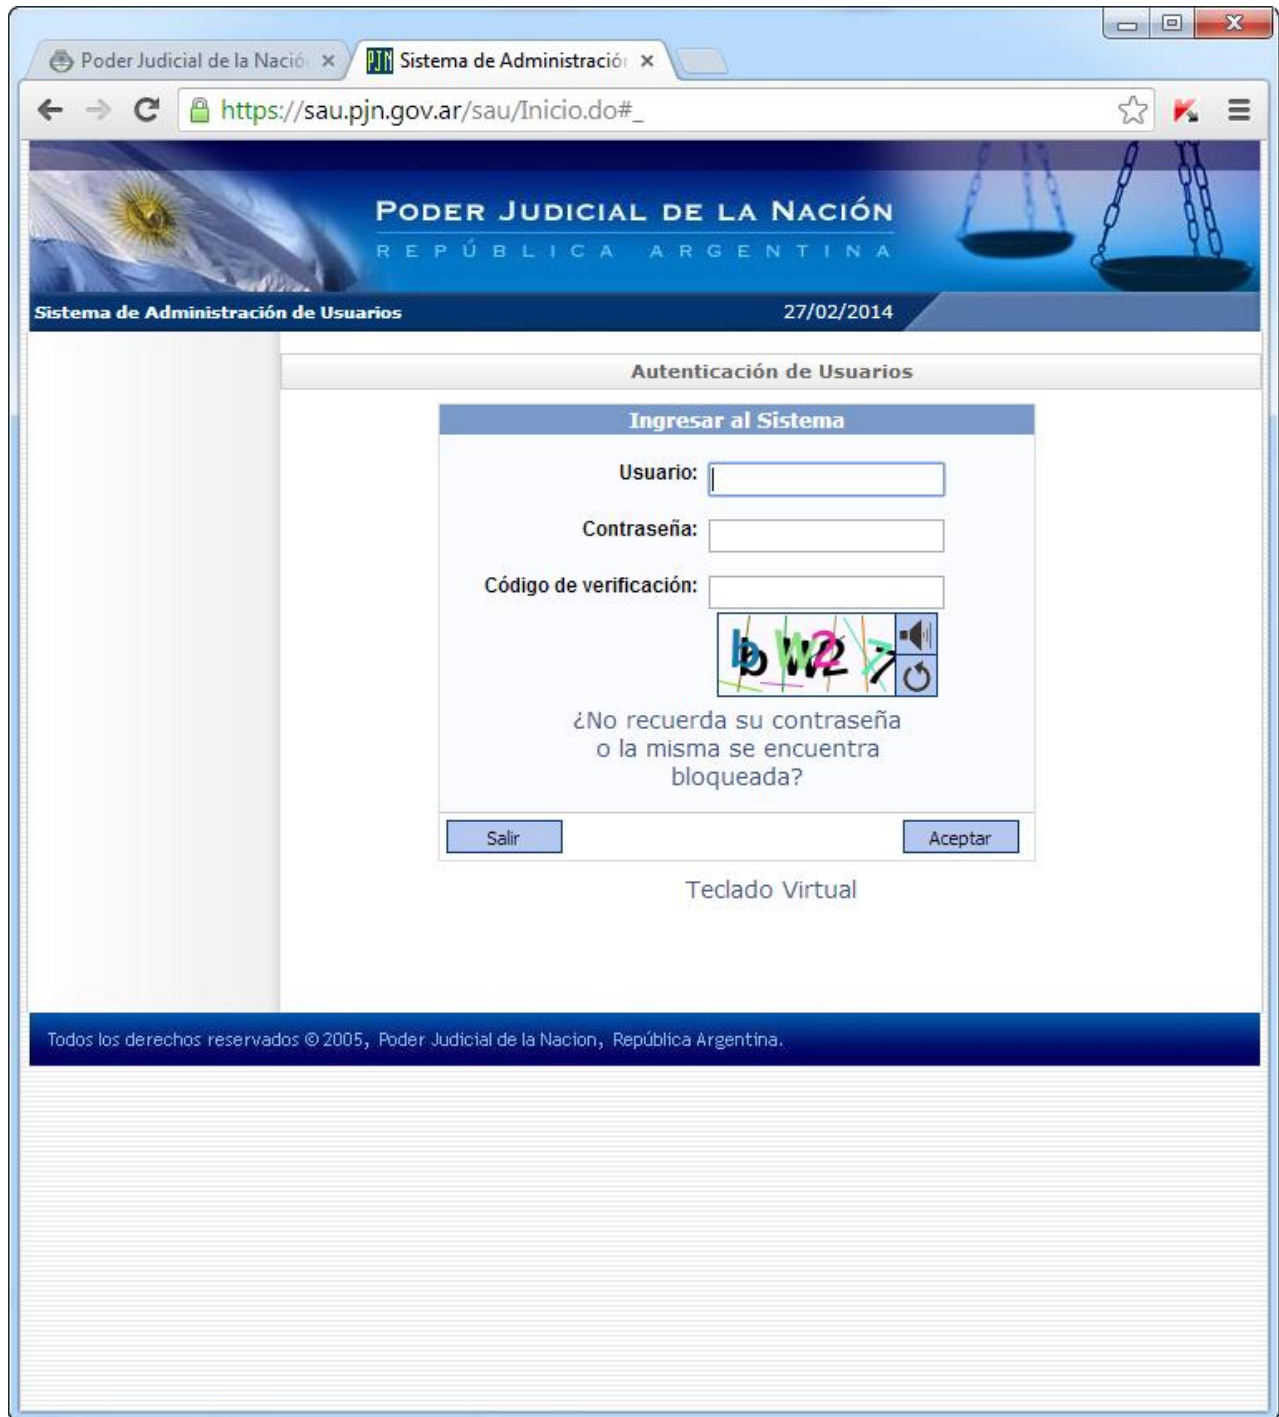 Poder Judicial de la Nació
Sistema de Administració
https://sau.pjn.gov.ar/sau/Inicio.do#_
PODER JUDICIAL DE LA NACIÓN
REPÚBLICA ARGENTINA
Sistema de Administración de Usuarios 27/02/2014
Autenticación de Usuarios
Ingresar al Sistema
Usuario:
Contraseña:
Código de verificación:
b W2 7
¿No recuerda su contraseña
o la misma se encuentra
bloqueada?
Salir Aceptar
Teclado Virtual
Todos los derechos reservados © 2005, Poder Judicial de la Nacion, República Argentina.